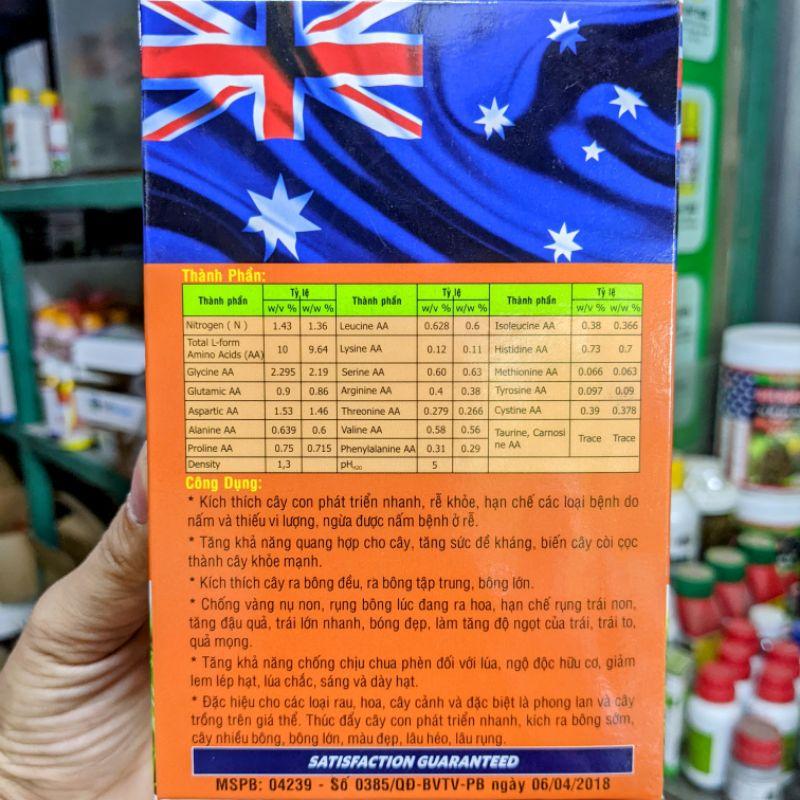 Thành Phần:
Thành phần Tỷ lệ Thành phần Tỷ lệ Thành phần Tỷ lệ
w/v % w/w % w/v % w/w % w/v % w/w %
Nitrogen ( N ) 1.43 1.36 Leucine AA 0.628 0.6 Isoleucine AA 0.38 0.366
Total L-form
Amino Acids (AA) 10 9.64 Lysine AA 0.12 0.11 Histidine AA 0.73 0.7
Glycine AA 2.295 2.19 Serine AA 0.60 0.63 Methionine AA 0.066 0.063
Glutamic AA 0.9 0.86 Arginine AA 0.4 0.38 Tyrosine AA 0.097 0.09
Aspartic AA 1.53 1.46 Threonine AA 0.279 0.266 Cystine AA 0.39 0.378
Alanine AA 0.639 0.6 Valine AA 0.58 0.56 Taurine, Carnosi
ne AA Trace Trace
Proline AA 0.75 0.715 Phenylalanine AA 0.31 0.29
Density 1,3 pH 5
Công Dụng:
* Kích thích cây con phát triển nhanh, rễ khỏe, hạn chế các loại bệnh do
nấm và thiếu vi lượng, ngừa được nấm bệnh ở rễ.
* Tăng khả năng quang hợp cho cây, tăng sức đề kháng, biến cây còi cọc
thành cây khỏe mạnh.
* Kích thích cây ra bông đều, ra bông tập trung, bông lớn.
* Chống vàng nụ non, rụng bông lúc đang ra hoa, hạn chế rụng trái non,
tăng đậu quả, trái lớn nhanh, bóng đẹp, làm tăng độ ngọt của trái, trái to,
quả mọng.
* Tăng khả năng chống chịu chua phèn đối với lúa, ngộ độc hữu cơ, giảm
lem lép hạt, lúa chắc, sáng và dày hạt.
* Đặc hiệu cho các loại rau, hoa, cây cảnh và đặc biệt là phong lan và cây
trồng trên giá thể. Thúc đẩy cây con phát triển nhanh, kích ra bông sớm,
cây nhiều bông, bông lớn, màu đẹp, lâu héo, lâu rụng.
SATISFACTION GUARANTEED
MSPB: 04239 - Số 0385/QĐ-BVTV-PB ngày 06/04/2018